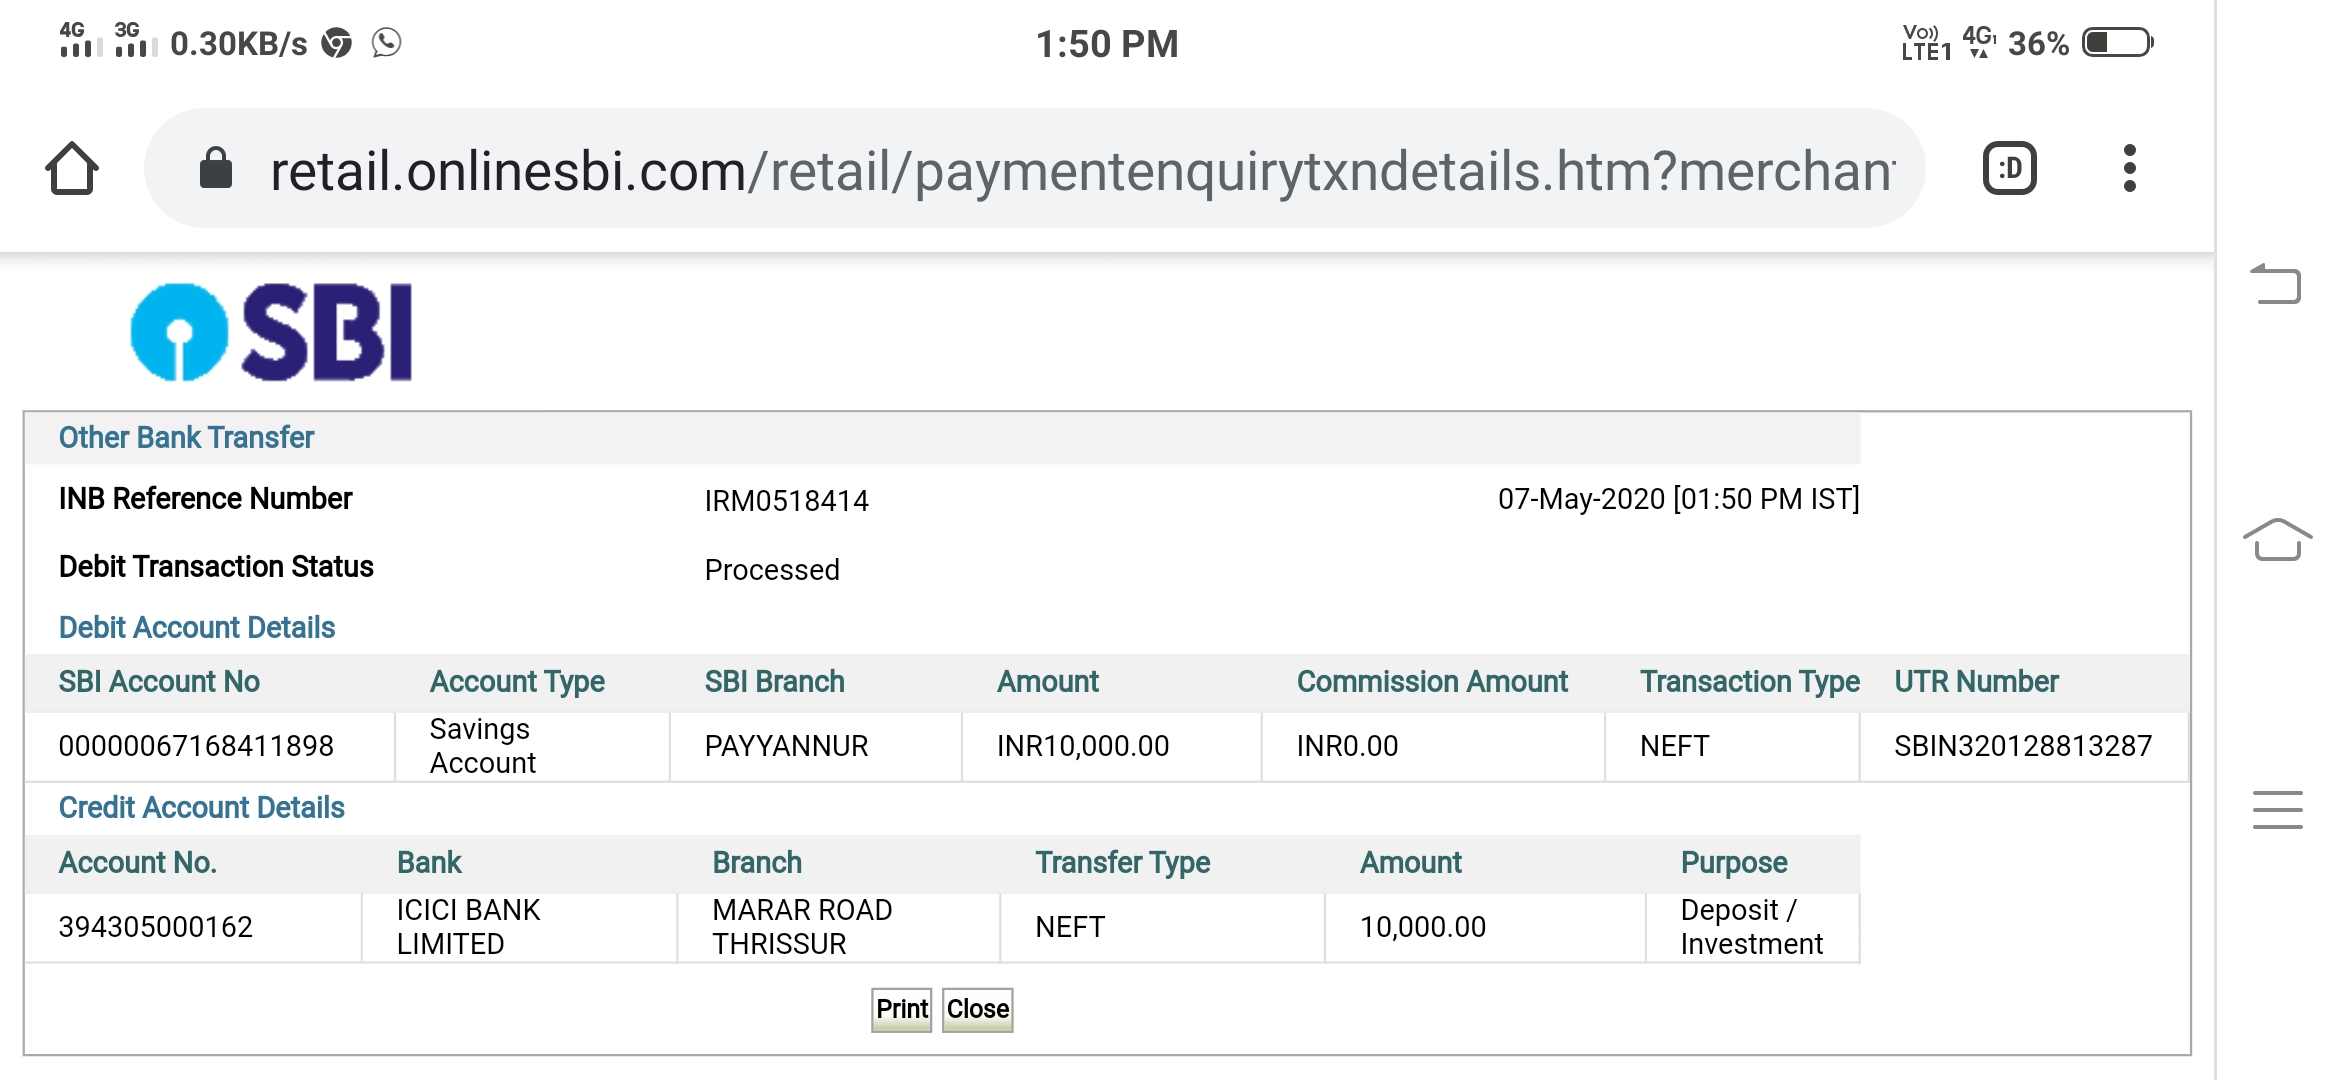 4G 3G 0.30KB/s 1:50 PM Vo)) LTE1 4G1 36%
retail.onlinesbi.com/retail/paymentenquirytxndetails.htm?merchan
:D
SBI
Other Bank Transfer
INB Reference Number IRM0518414 07-May-2020 [01:50 PM IST]
Debit Transaction Status Processed
Debit Account Details
SBI Account No Account Type SBI Branch Amount Commission Amount Transaction Type UTR Number
00000067168411898 Savings Account PAYYANNUR INR10,000.00 INR0.00 NEFT SBIN320128813287
Credit Account Details
Account No. Bank Branch Transfer Type Amount Purpose
394305000162 ICICI BANK LIMITED MARAR ROAD THRISSUR NEFT 10,000.00 Deposit / Investment
Print Close